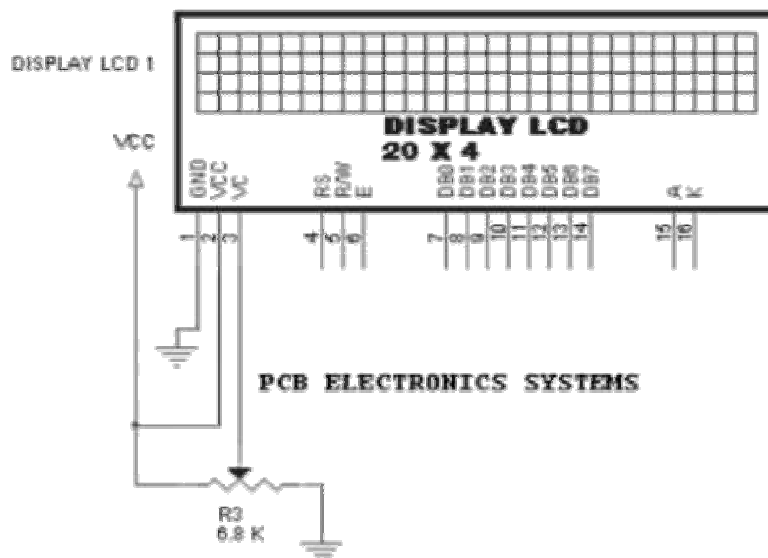 DISPLAY LCD 1
DISPLAY LCD
20 X 4
VCC
GND
VCC
VC
RS
R/W
E
DB0
DB1
DB2
DB3
DB4
DB5
DB6
DB7
A
K
1
2
3
4
5
6
7
8
9
10
11
12
13
14
15
16
PCB ELECTRONICS SYSTEMS
R3
6.8 K